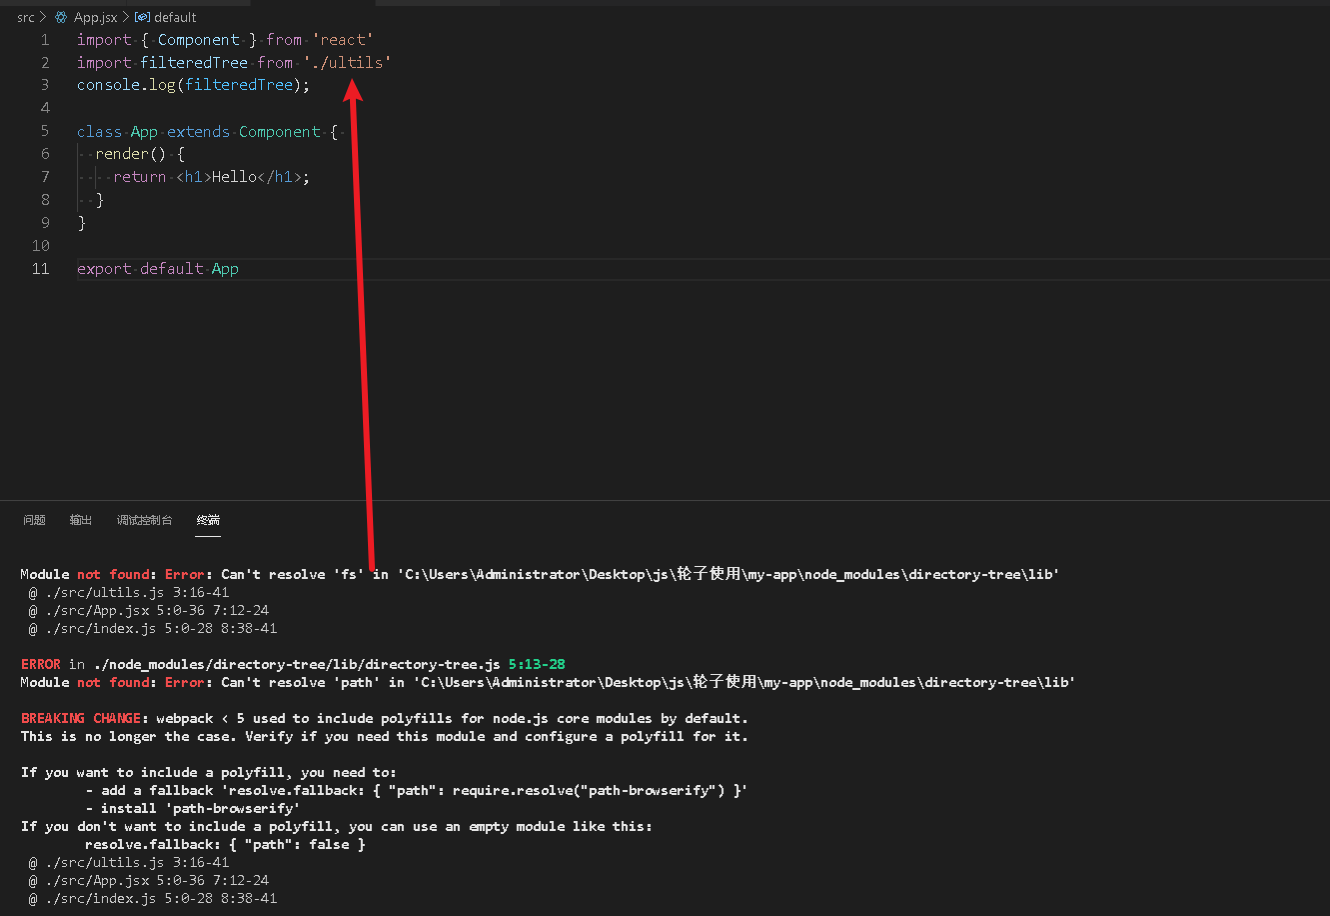 src > App.jsx > default
1 import { Component } from 'react'
2 import filteredTree from './ultils'
3 console.log(filteredTree);
4
5 class App extends Component {
6 render() {
7 return <h1>Hello</h1>;
8 }
9 }
10
11 export default App
问题 输出 调试控制台 终端
Module not found: Error: Can't resolve 'fs' in 'C:\Users\Administrator\Desktop\js\轮子使用\my-app\node_modules\directory-tree\lib'
@ ./src/ultils.js 3:16-41
@ ./src/App.jsx 5:0-36 7:12-24
@ ./src/index.js 5:0-28 8:38-41
ERROR in ./node_modules/directory-tree/lib/directory-tree.js 5:13-28
Module not found: Error: Can't resolve 'path' in 'C:\Users\Administrator\Desktop\js\轮子使用\my-app\node_modules\directory-tree\lib'
BREAKING CHANGE: webpack < 5 used to include polyfills for node.js core modules by default.
This is no longer the case. Verify if you need this module and configure a polyfill for it.
If you want to include a polyfill, you need to:
- add a fallback 'resolve.fallback: { "path": require.resolve("path-browserify") }'
- install 'path-browserify'
If you don't want to include a polyfill, you can use an empty module like this:
resolve.fallback: { "path": false }
@ ./src/ultils.js 3:16-41
@ ./src/App.jsx 5:0-36 7:12-24
@ ./src/index.js 5:0-28 8:38-41